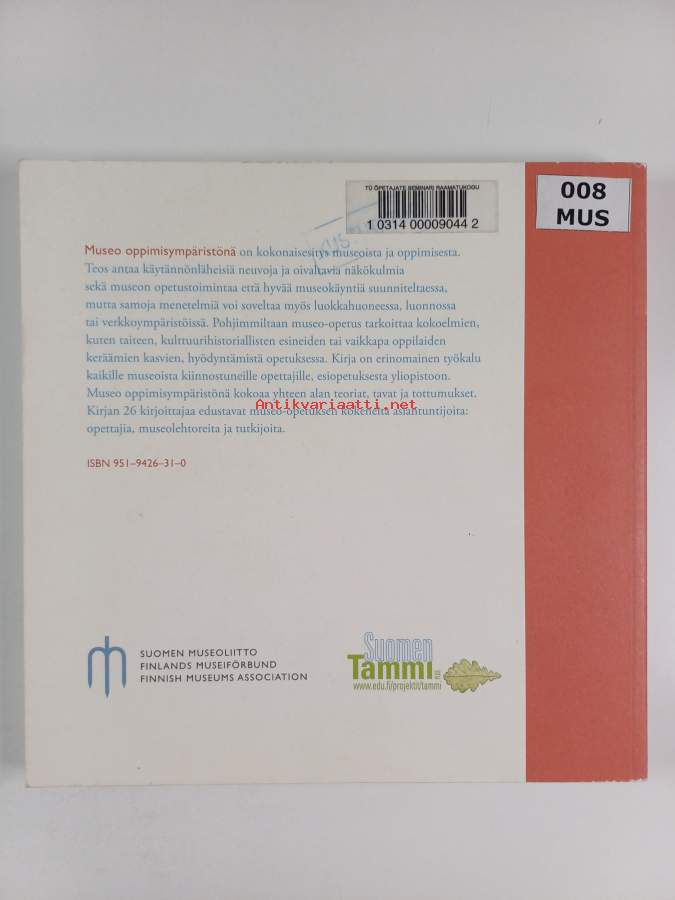 TÜ ÕPETAJATE SEMINARI RAAMATUKOGU
1 0314 00009044 2
008
MUS
Museo oppimisympäristönä on kokonaisesitys museoista ja oppimisesta.
Teos antaa käytännönläheisiä neuvoja ja oivaltavia näkökulmia
sekä museon opetustoimintaa että hyvää museokäyntiä suunniteltaessa,
mutta samoja menetelmiä voi soveltaa myös luokkahuoneessa, luonnossa
tai verkkoympäristöissä. Pohjimmiltaan museo-opetus tarkoittaa kokoelmien,
kuten taiteen, kulttuurihistoriallisten esineiden tai vaikkapa oppilaiden
keräämien kasvien, hyödyntämistä opetuksessa. Kirja on erinomainen työkalu
kaikille museoista kiinnostuneille opettajille, esiopetuksesta yliopistoon.
Museo oppimisympäristönä kokoaa yhteen alan teoriat, tavat ja tottumukset.
Antikvariaatti.net
Kirjan 26 kirjoittajaa edustavat museo-opetuksen kokeneita asiantuntijoita:
opettajia, museolehtoreita ja tutkijoita.
ISBN 951–9426–31–0
SUOMEN MUSEOLIITTO
FINLANDS MUSEIFÖRBUND
FINNISH MUSEUMS ASSOCIATION
Suomen
Tammi
www.edu.fi/projektit/tammi